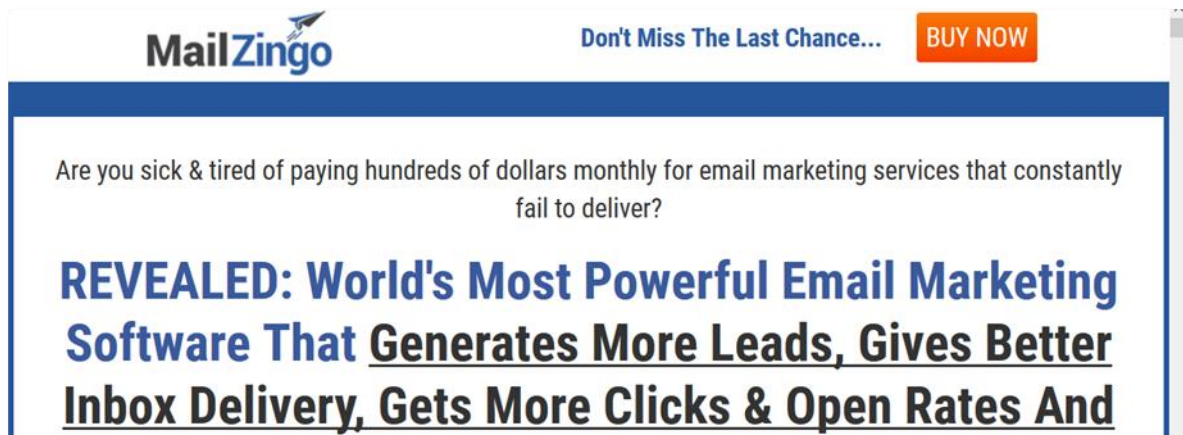 MailZingo
Don't Miss The Last Chance...
BUY NOW
Are you sick & tired of paying hundreds of dollars monthly for email marketing services that constantly
fail to deliver?
REVEALED: World's Most Powerful Email Marketing
Software That Generates More Leads, Gives Better
Inbox Delivery, Gets More Clicks & Open Rates And